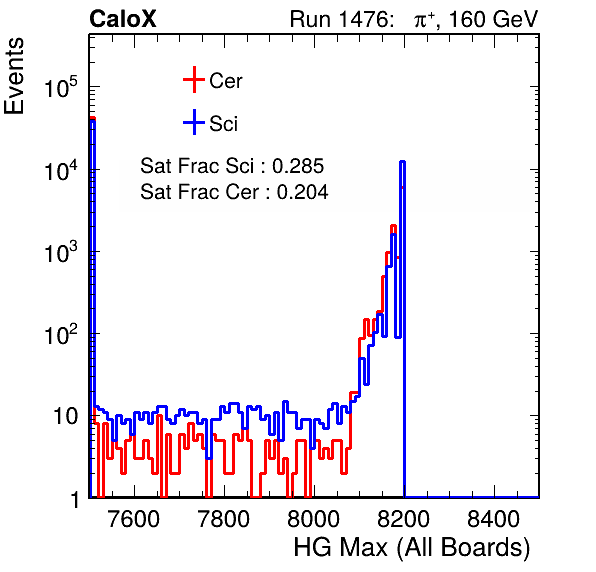 CaloX Run 1476: π⁺, 160 GeV
Events
Cer
Sci
Sat Frac Sci : 0.285
Sat Frac Cer : 0.204
10⁵
10⁴
10³
10²
10
1
7600 7800 8000 8200 8400
HG Max (All Boards)